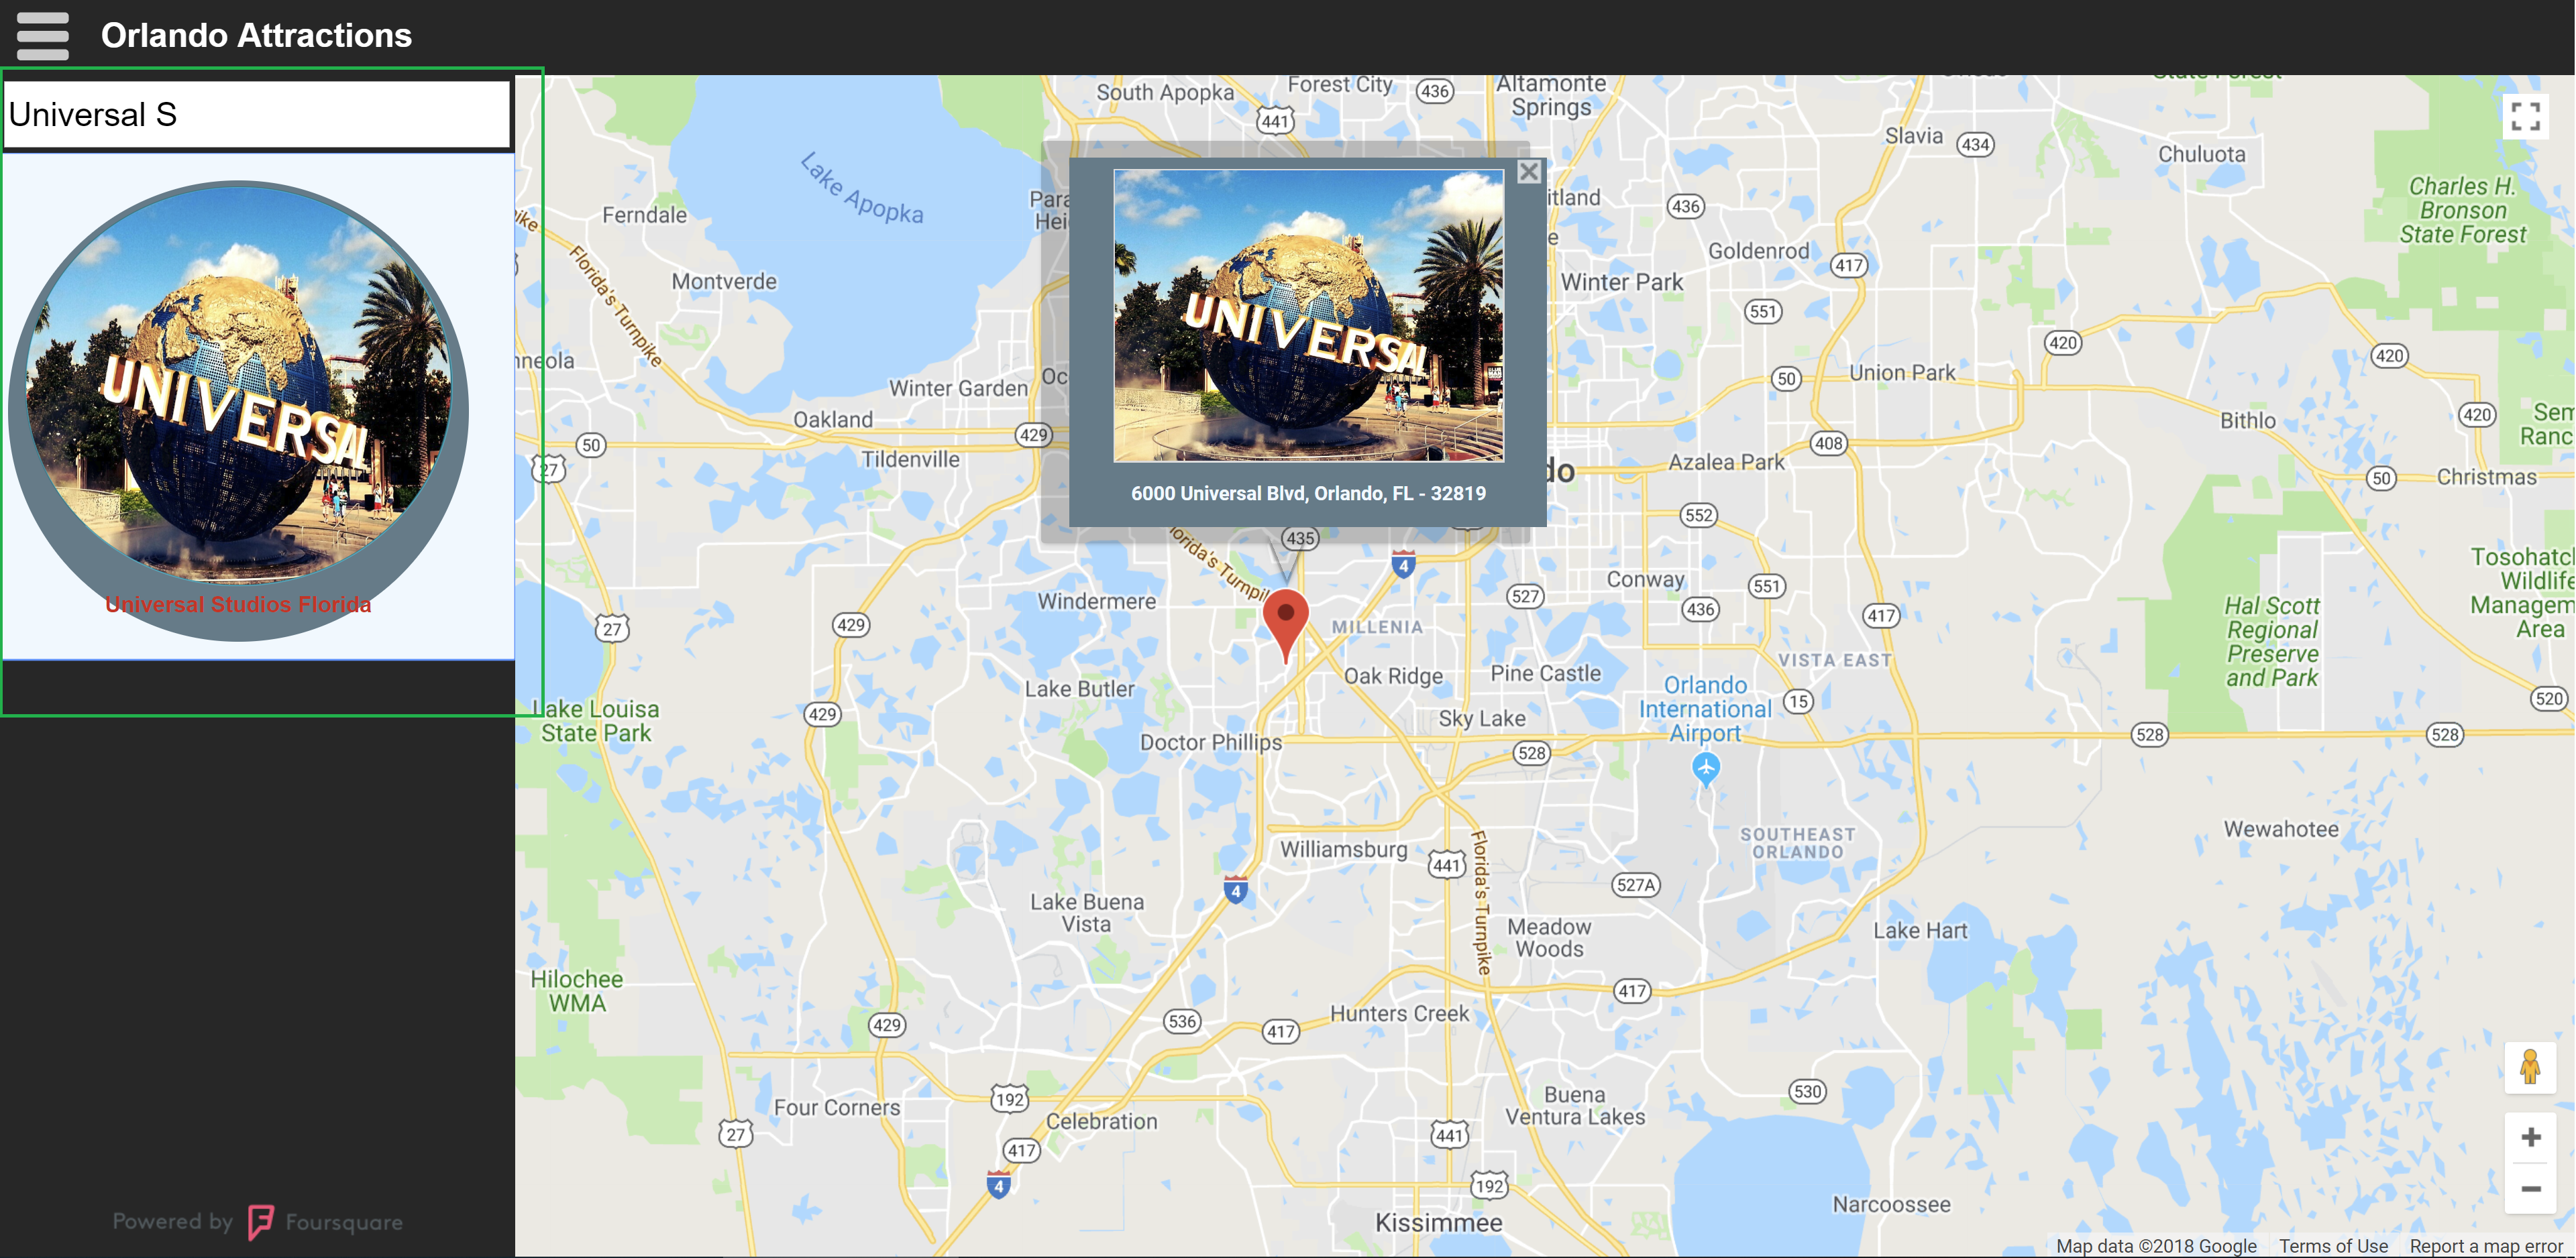 Orlando Attractions
Universal S
UNIVERSAL
Universal Studios Florida
Powered by Foursquare
UNIVERSAL
6000 Universal Blvd, Orlando, FL - 32819
South Apopka
Forest City
436
Altamonte
Springs
441
Slavia
434
Chuluota
Lake Apopka
Charles H.
Bronson
State Forest
Ferndale
436
Goldenrod
417
Montverde
Florida's Turnpike
Winter Park
551
420
420
Winter Garden
50
Union Park
Oakland
420
Bithlo
50
429
408
27
Tildenville
Azalea Park
50
Christmas
552
435
4
Conway
551
Windermere
527
436
417
27
429
MILLENIA
Hal Scott
Regional
Preserve
and Park
Tosohatch
Wildlife
Management
Area
Oak Ridge
Pine Castle
VISTA EAST
Lake Butler
Orlando
International
Airport
15
520
Lake Louisa
State Park
429
Sky Lake
Doctor Phillips
528
528
528
Williamsburg
441
SOUTHEAST
ORLANDO
Wewahotee
Florida's Turnpike
527A
4
Lake Buena
Vista
Meadow
Woods
Lake Hart
Hilochee
WMA
417
429
536
417
Hunters Creek
192
Four Corners
Celebration
Buena
Ventura Lakes
530
27
417
441
4
192
Narcoossee
Kissimmee
Map data ©2018 Google
Terms of Use
Report a map error